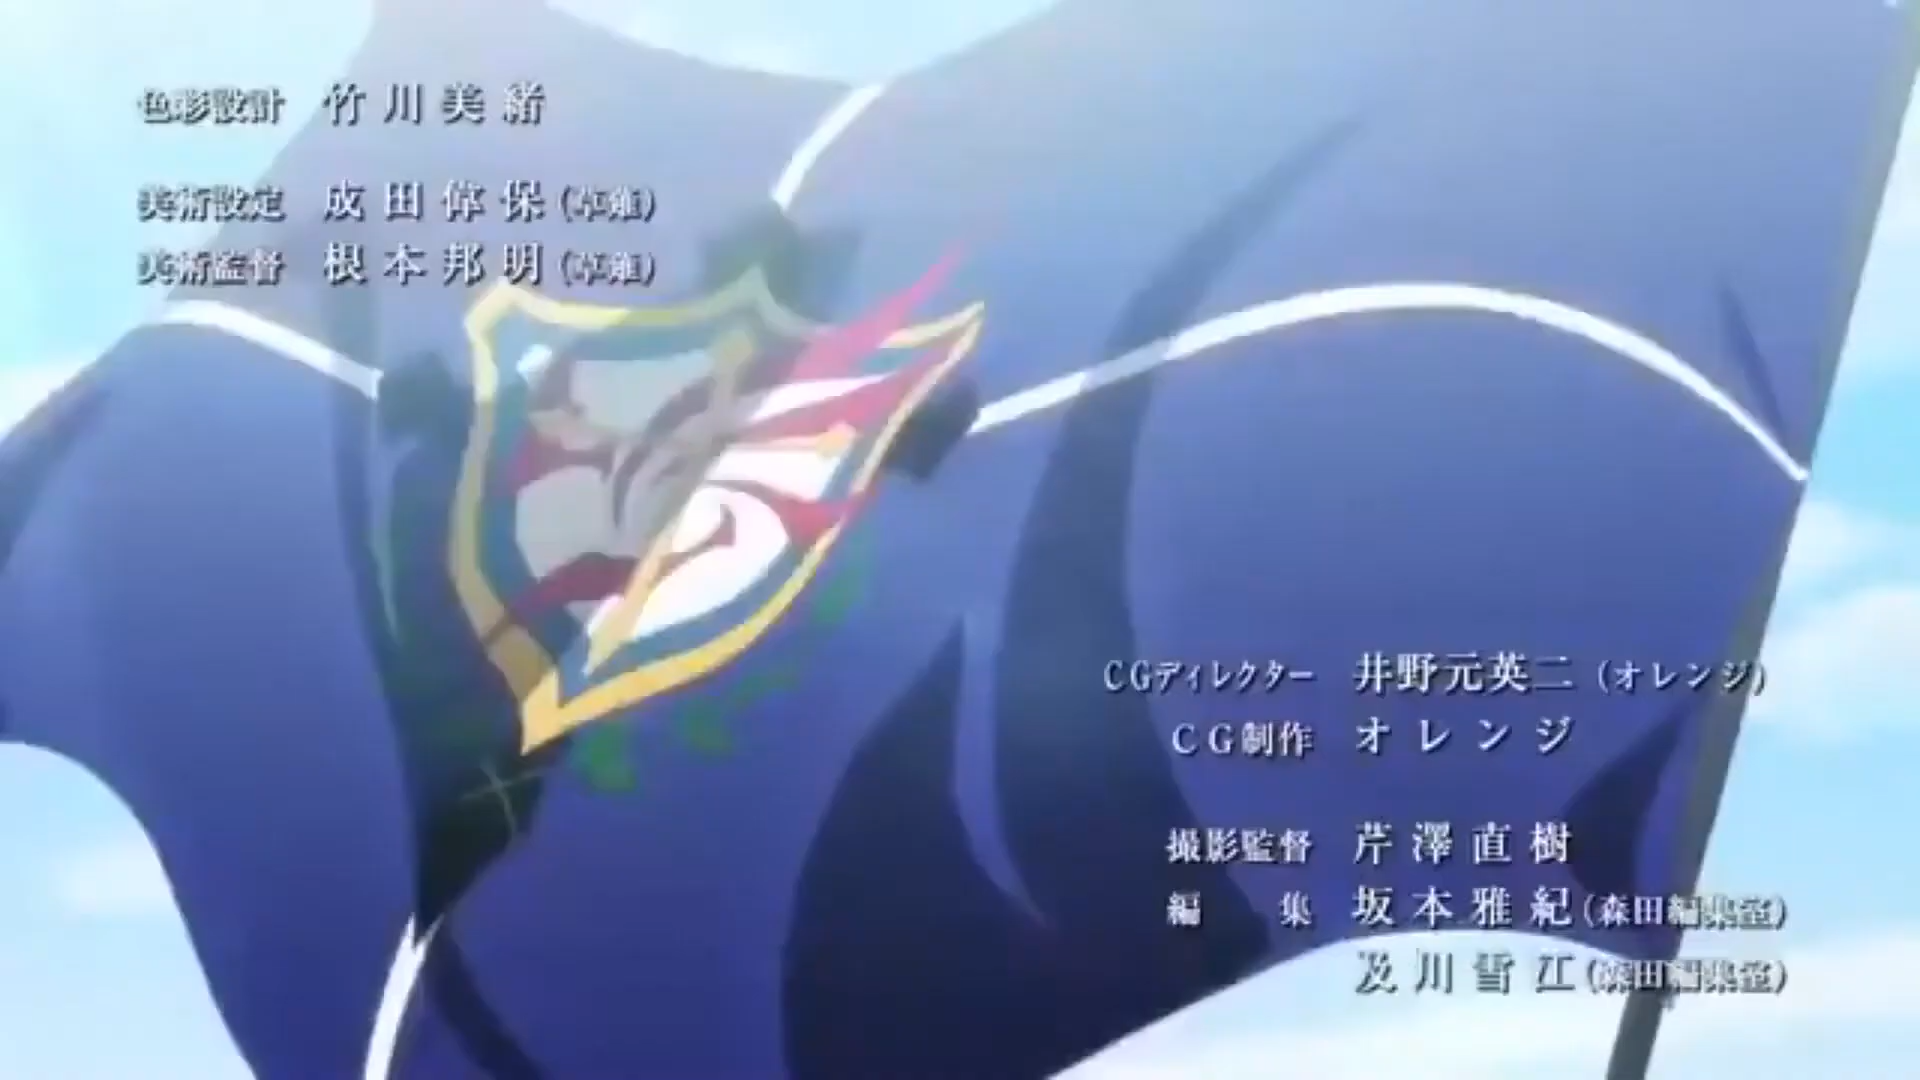 色彩設計 竹川美緒
美術設定 成田偉保(草薙)
美術監督 根本邦明(草薙)
CGディレクター 井野元英二(オレンジ)
CG制作 オレンジ
撮影監督 芹澤直樹
編集 坂本雅紀(森田編集室)
及川雪江(森田編集室)